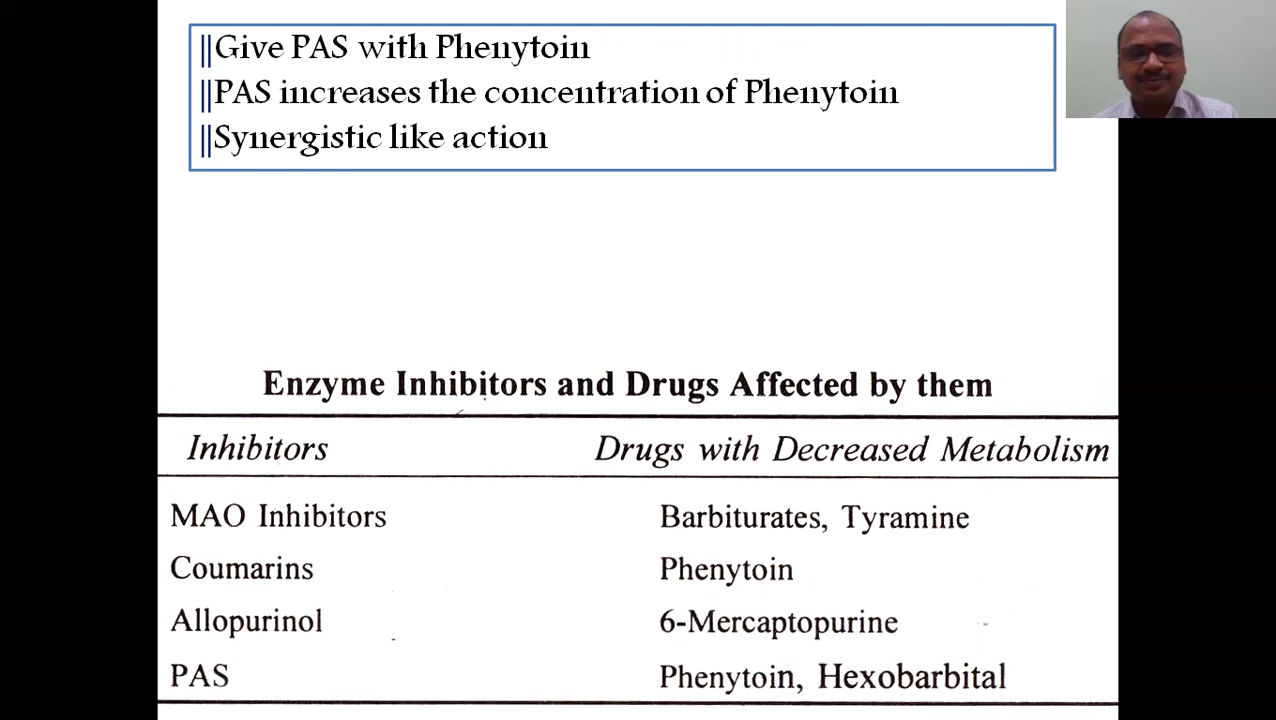 ||Give PAS with Phenytoin
||PAS increases the concentration of Phenytoin
||Synergistic like action
Enzyme Inhibitors and Drugs Affected by them
Inhibitors Drugs with Decreased Metabolism
MAO Inhibitors Barbiturates, Tyramine
Coumarins Phenytoin
Allopurinol 6-Mercaptopurine
PAS Phenytoin, Hexobarbital